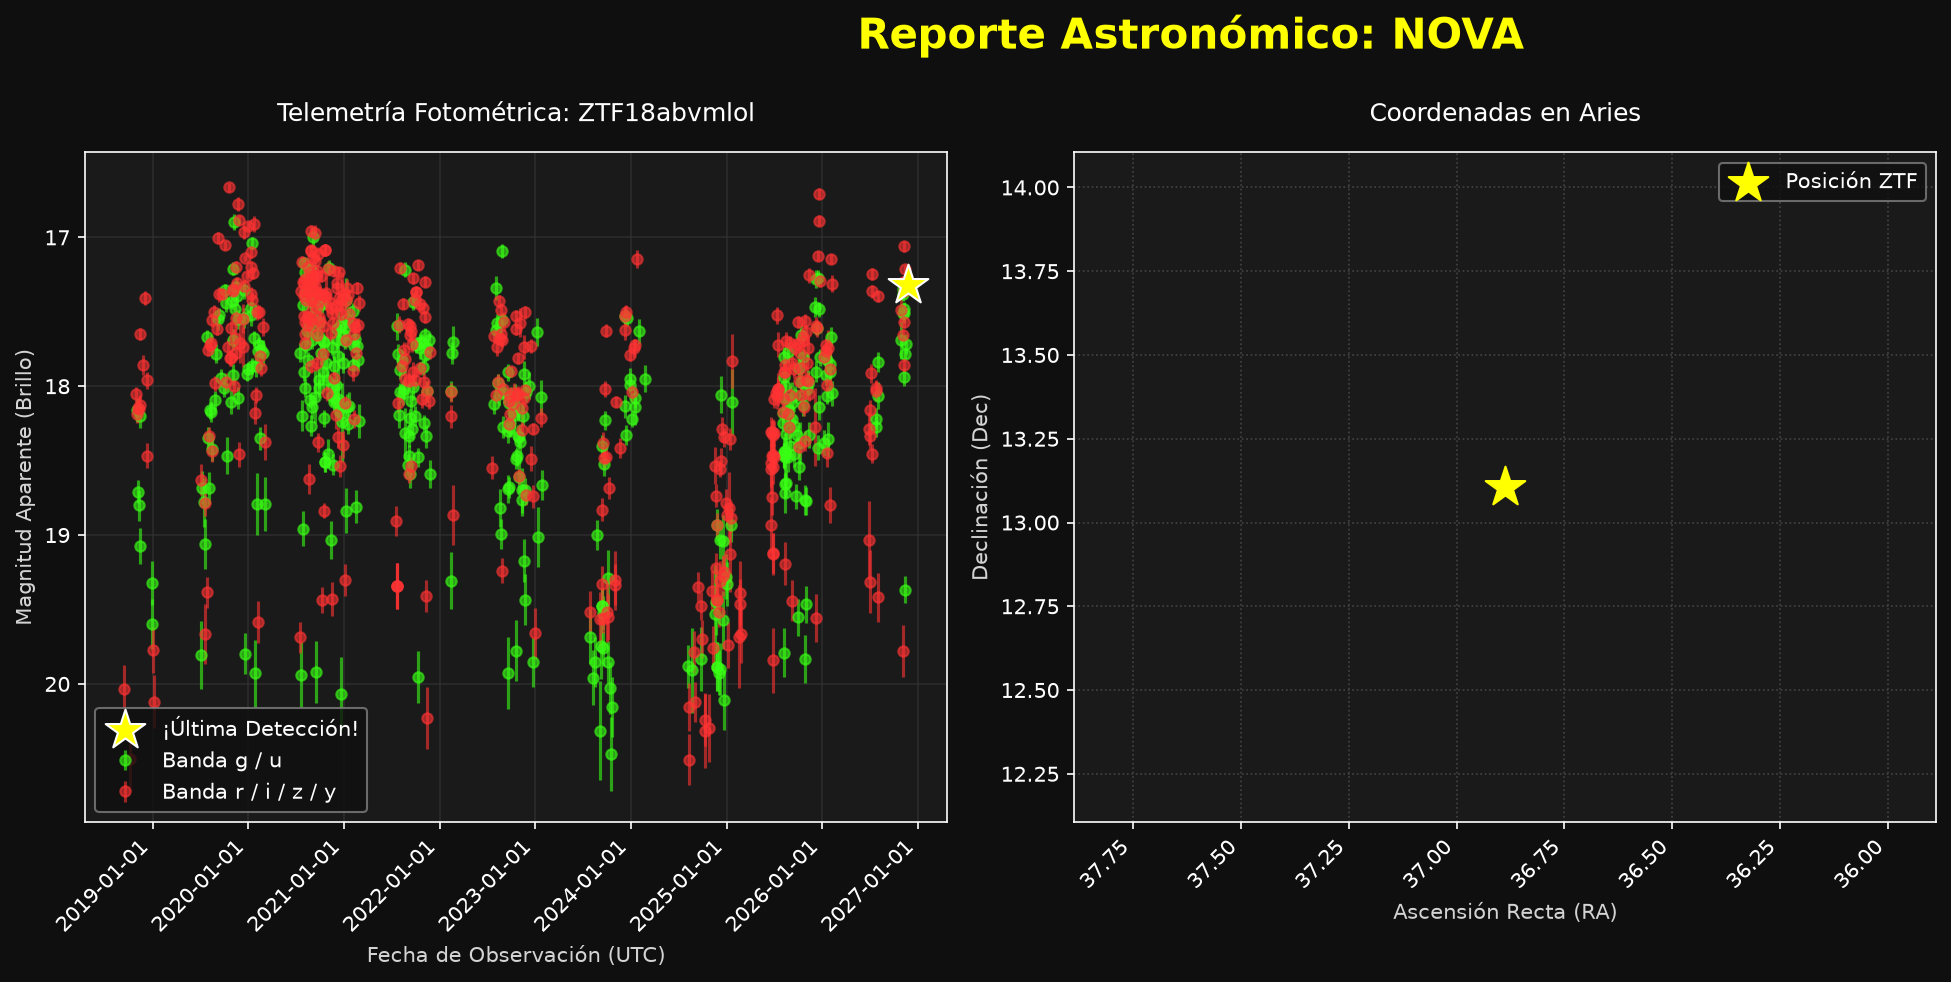 Reporte Astronómico: NOVA
Telemetría Fotométrica: ZTF18abvmlol
Magnitud Aparente (Brillo)
17
18
19
20
¡Última Detección!
Banda g / u
Banda r / i / z / y
2019-01-01
2020-01-01
2021-01-01
2022-01-01
2023-01-01
2024-01-01
2025-01-01
2026-01-01
2027-01-01
Fecha de Observación (UTC)
Coordenadas en Aries
Declinación (Dec)
14.00
13.75
13.50
13.25
13.00
12.75
12.50
12.25
Posición ZTF
37.75
37.50
37.25
37.00
36.75
36.50
36.25
36.00
Ascensión Recta (RA)